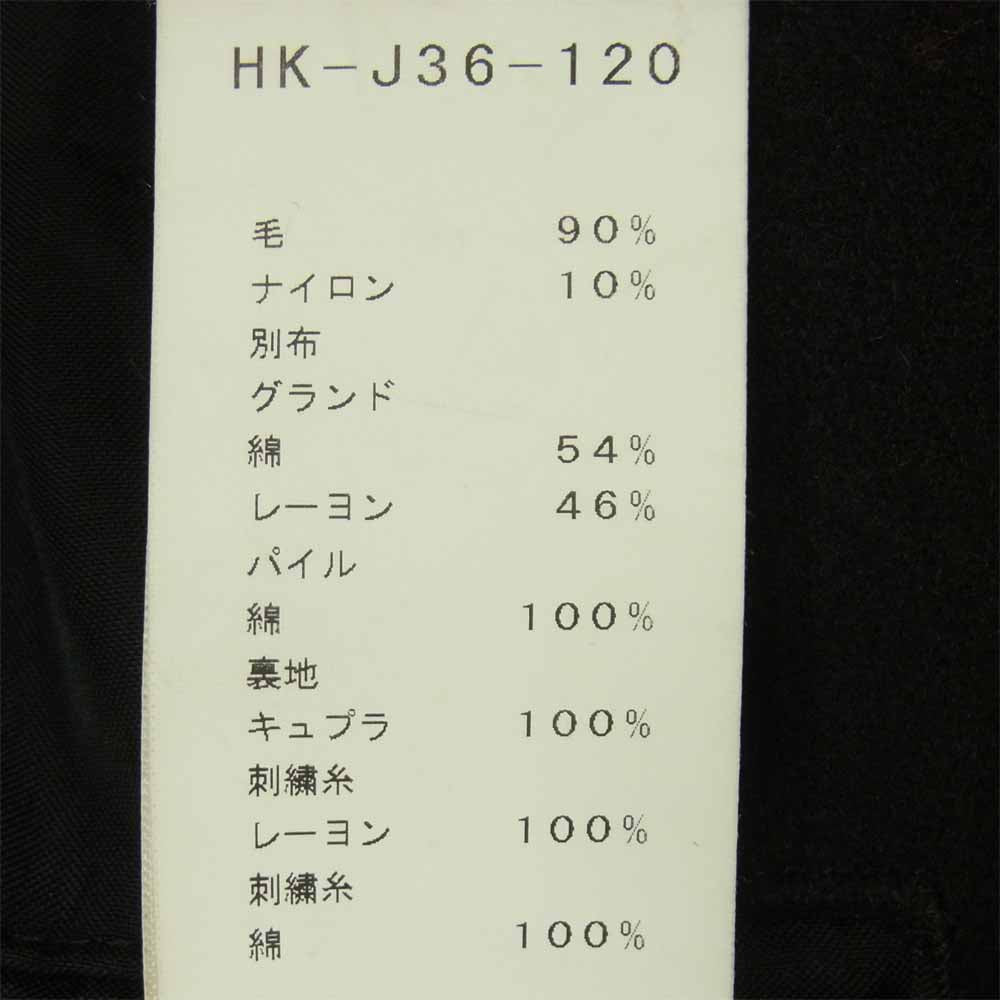 HK-J36-120
毛 90%
ナイロン 10%
別布
グランド
綿 54%
レーヨン 46%
パイル
綿 100%
裏地
キュプラ 100%
刺繍糸
レーヨン 100%
刺繍糸
綿 100%